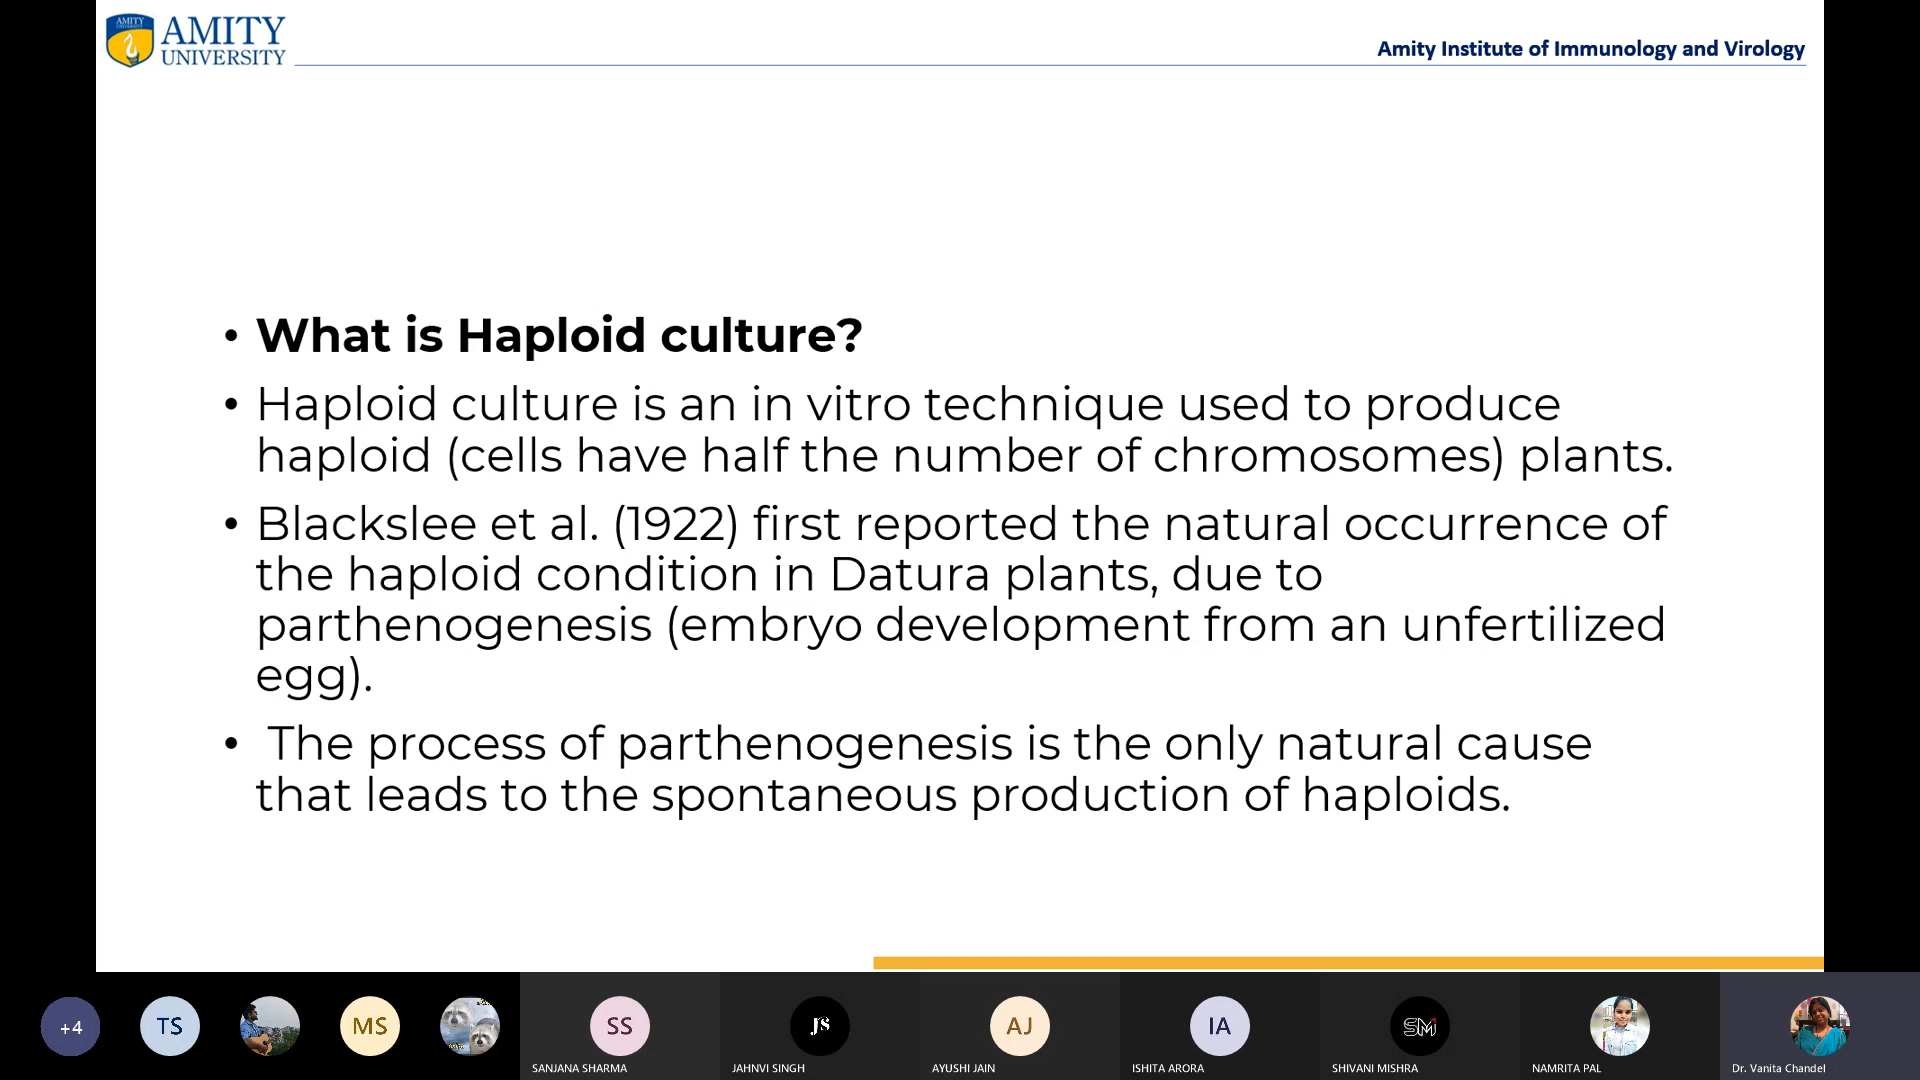 AMITY
UNIVERSITY
AMITY
UNIVERSITY
Amity Institute of Immunology and Virology
• What is Haploid culture?
• Haploid culture is an in vitro technique used to produce
haploid (cells have half the number of chromosomes) plants.
• Blackslee et al. (1922) first reported the natural occurrence of
the haploid condition in Datura plants, due to
parthenogenesis (embryo development from an unfertilized
egg).
• The process of parthenogenesis is the only natural cause
that leads to the spontaneous production of haploids.
+4
TS
MS
SS
JS
AJ
IA
SM
SANJANA SHARMA
JAHNVI SINGH
AYUSHI JAIN
ISHITA ARORA
SHIVANI MISHRA
NAMRITA PAL
Dr. Vanita Chandel